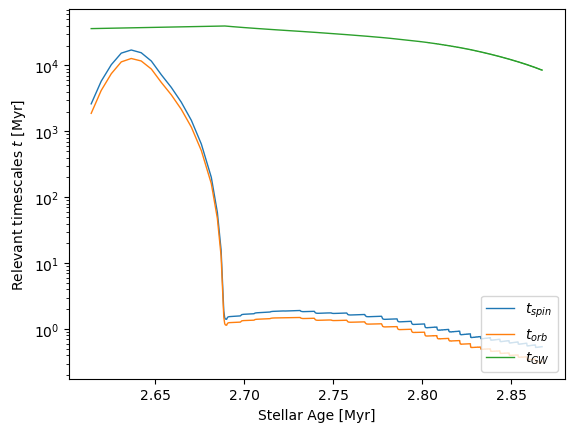 Relevant timescales t [Myr]
10^4
10^3
10^2
10^1
10^0
2.65
2.70
2.75
2.80
2.85
Stellar Age [Myr]
t_spin
t_orb
t_GW